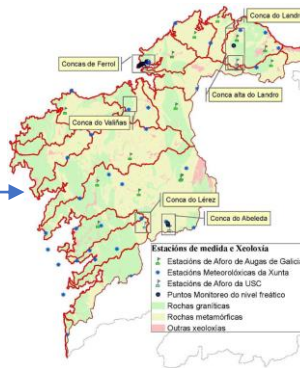 Conca do Landro
Concas de Ferrol
Conca alta do Landro
Conca do Valiñas
Conca do Lérez
Conca do Abeleda
Estacións de medida e Xeoloxía
Estacións de Aforo de Augas de Galicia
Estacións Meteorolóxicas da Xunta
Estacións de Aforo da USC
Puntos Monitoreo do nivel freático
Rochas graníticas
Rochas metamórficas
Outras xeoloxías